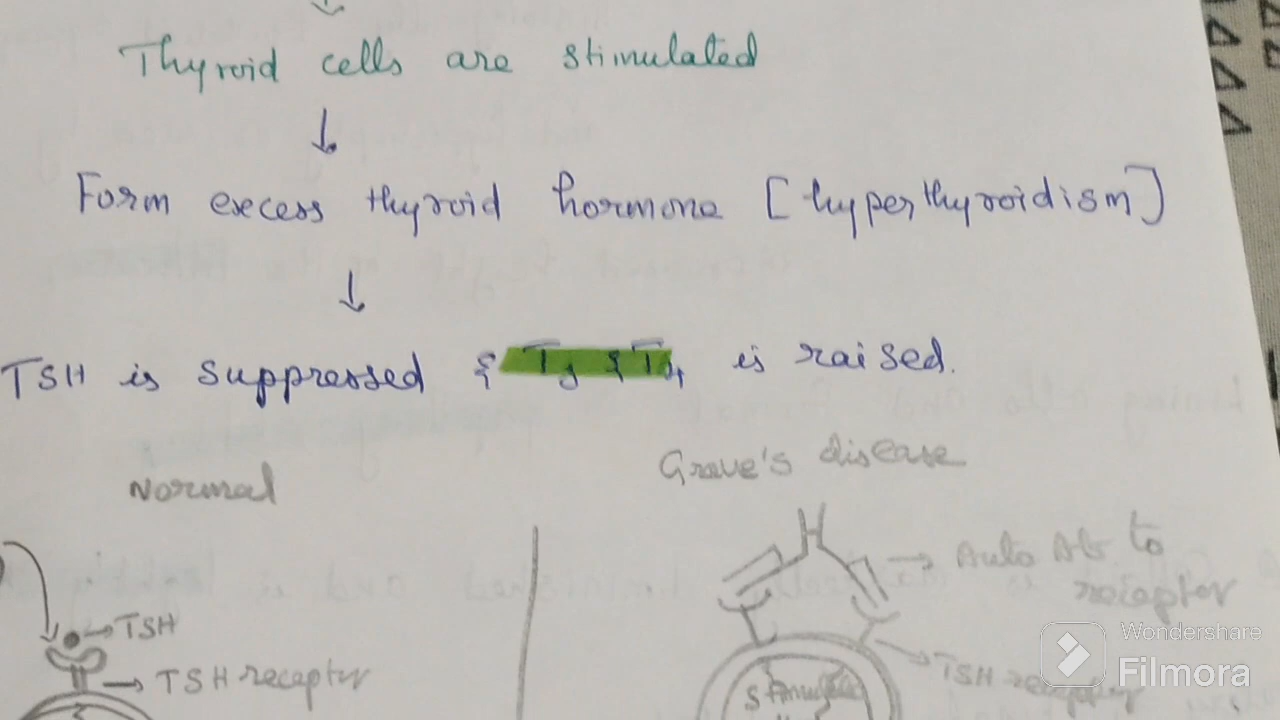 Thyroid cells are stimulated
↓
Form excess thyroid hormone [hyperthyroidism]
↓
TSH is suppressed & T3 & T4 is raised.
Normal
Grave's disease
→ Auto Ab to
receptor
→ TSH
→ TSH receptor
→ TSH receptor
Wondershare
Filmora